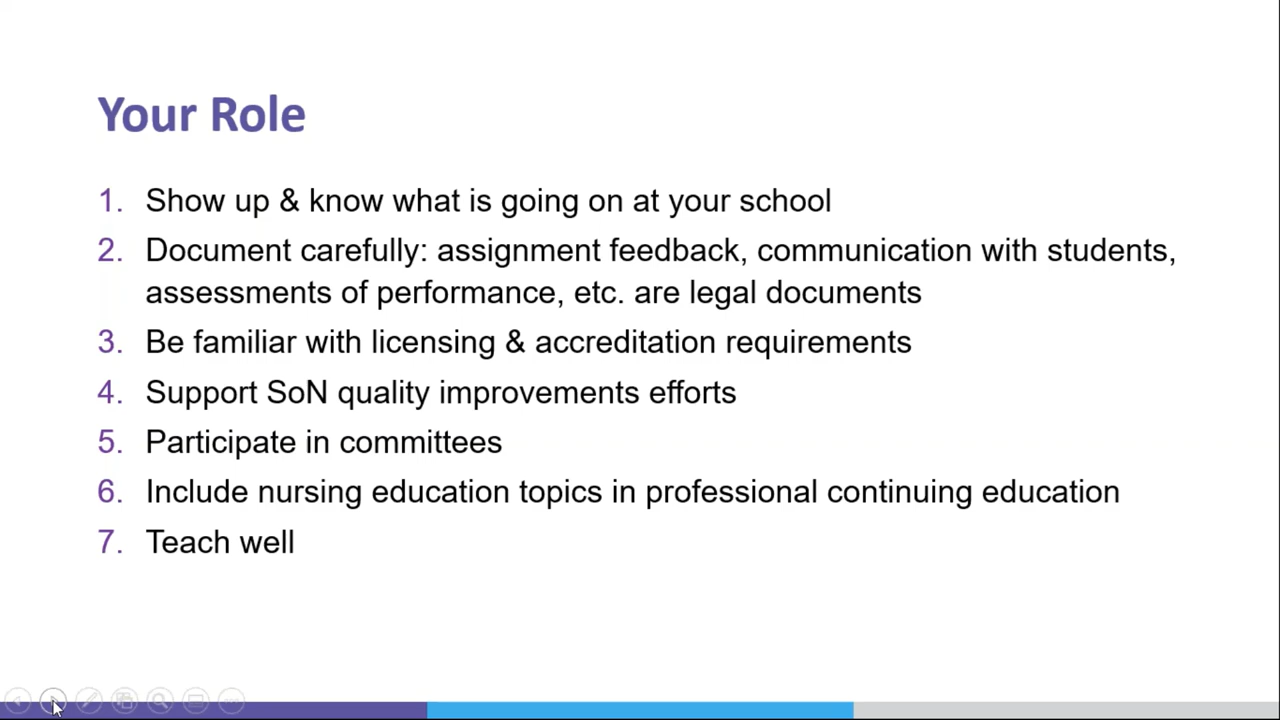 Your Role
1. Show up & know what is going on at your school
2. Document carefully: assignment feedback, communication with students,
assessments of performance, etc. are legal documents
3. Be familiar with licensing & accreditation requirements
4. Support SoN quality improvements efforts
5. Participate in committees
6. Include nursing education topics in professional continuing education
7. Teach well